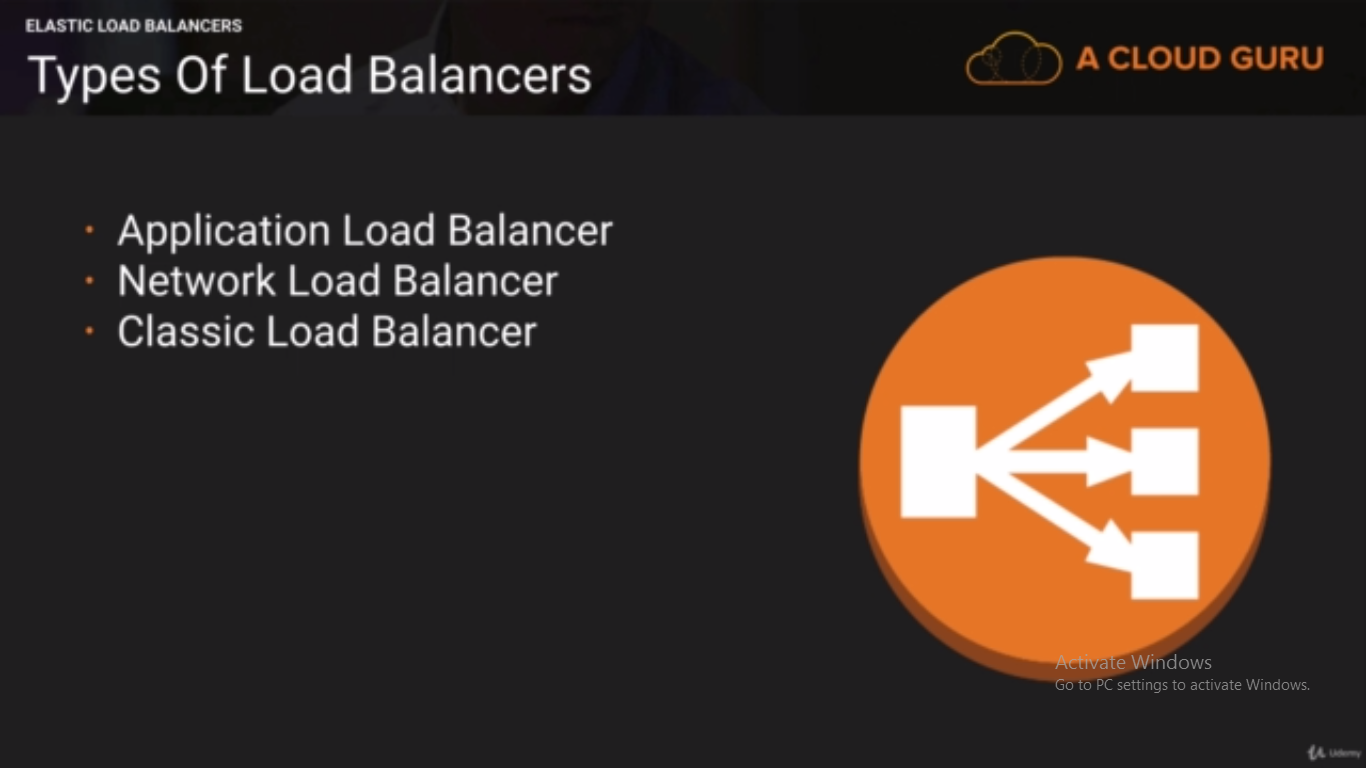 ELASTIC LOAD BALANCERS
Types Of Load Balancers
A CLOUD GURU
· Application Load Balancer
· Network Load Balancer
· Classic Load Balancer
Activate Windows
Go to PC settings to activate Windows.
Udemy